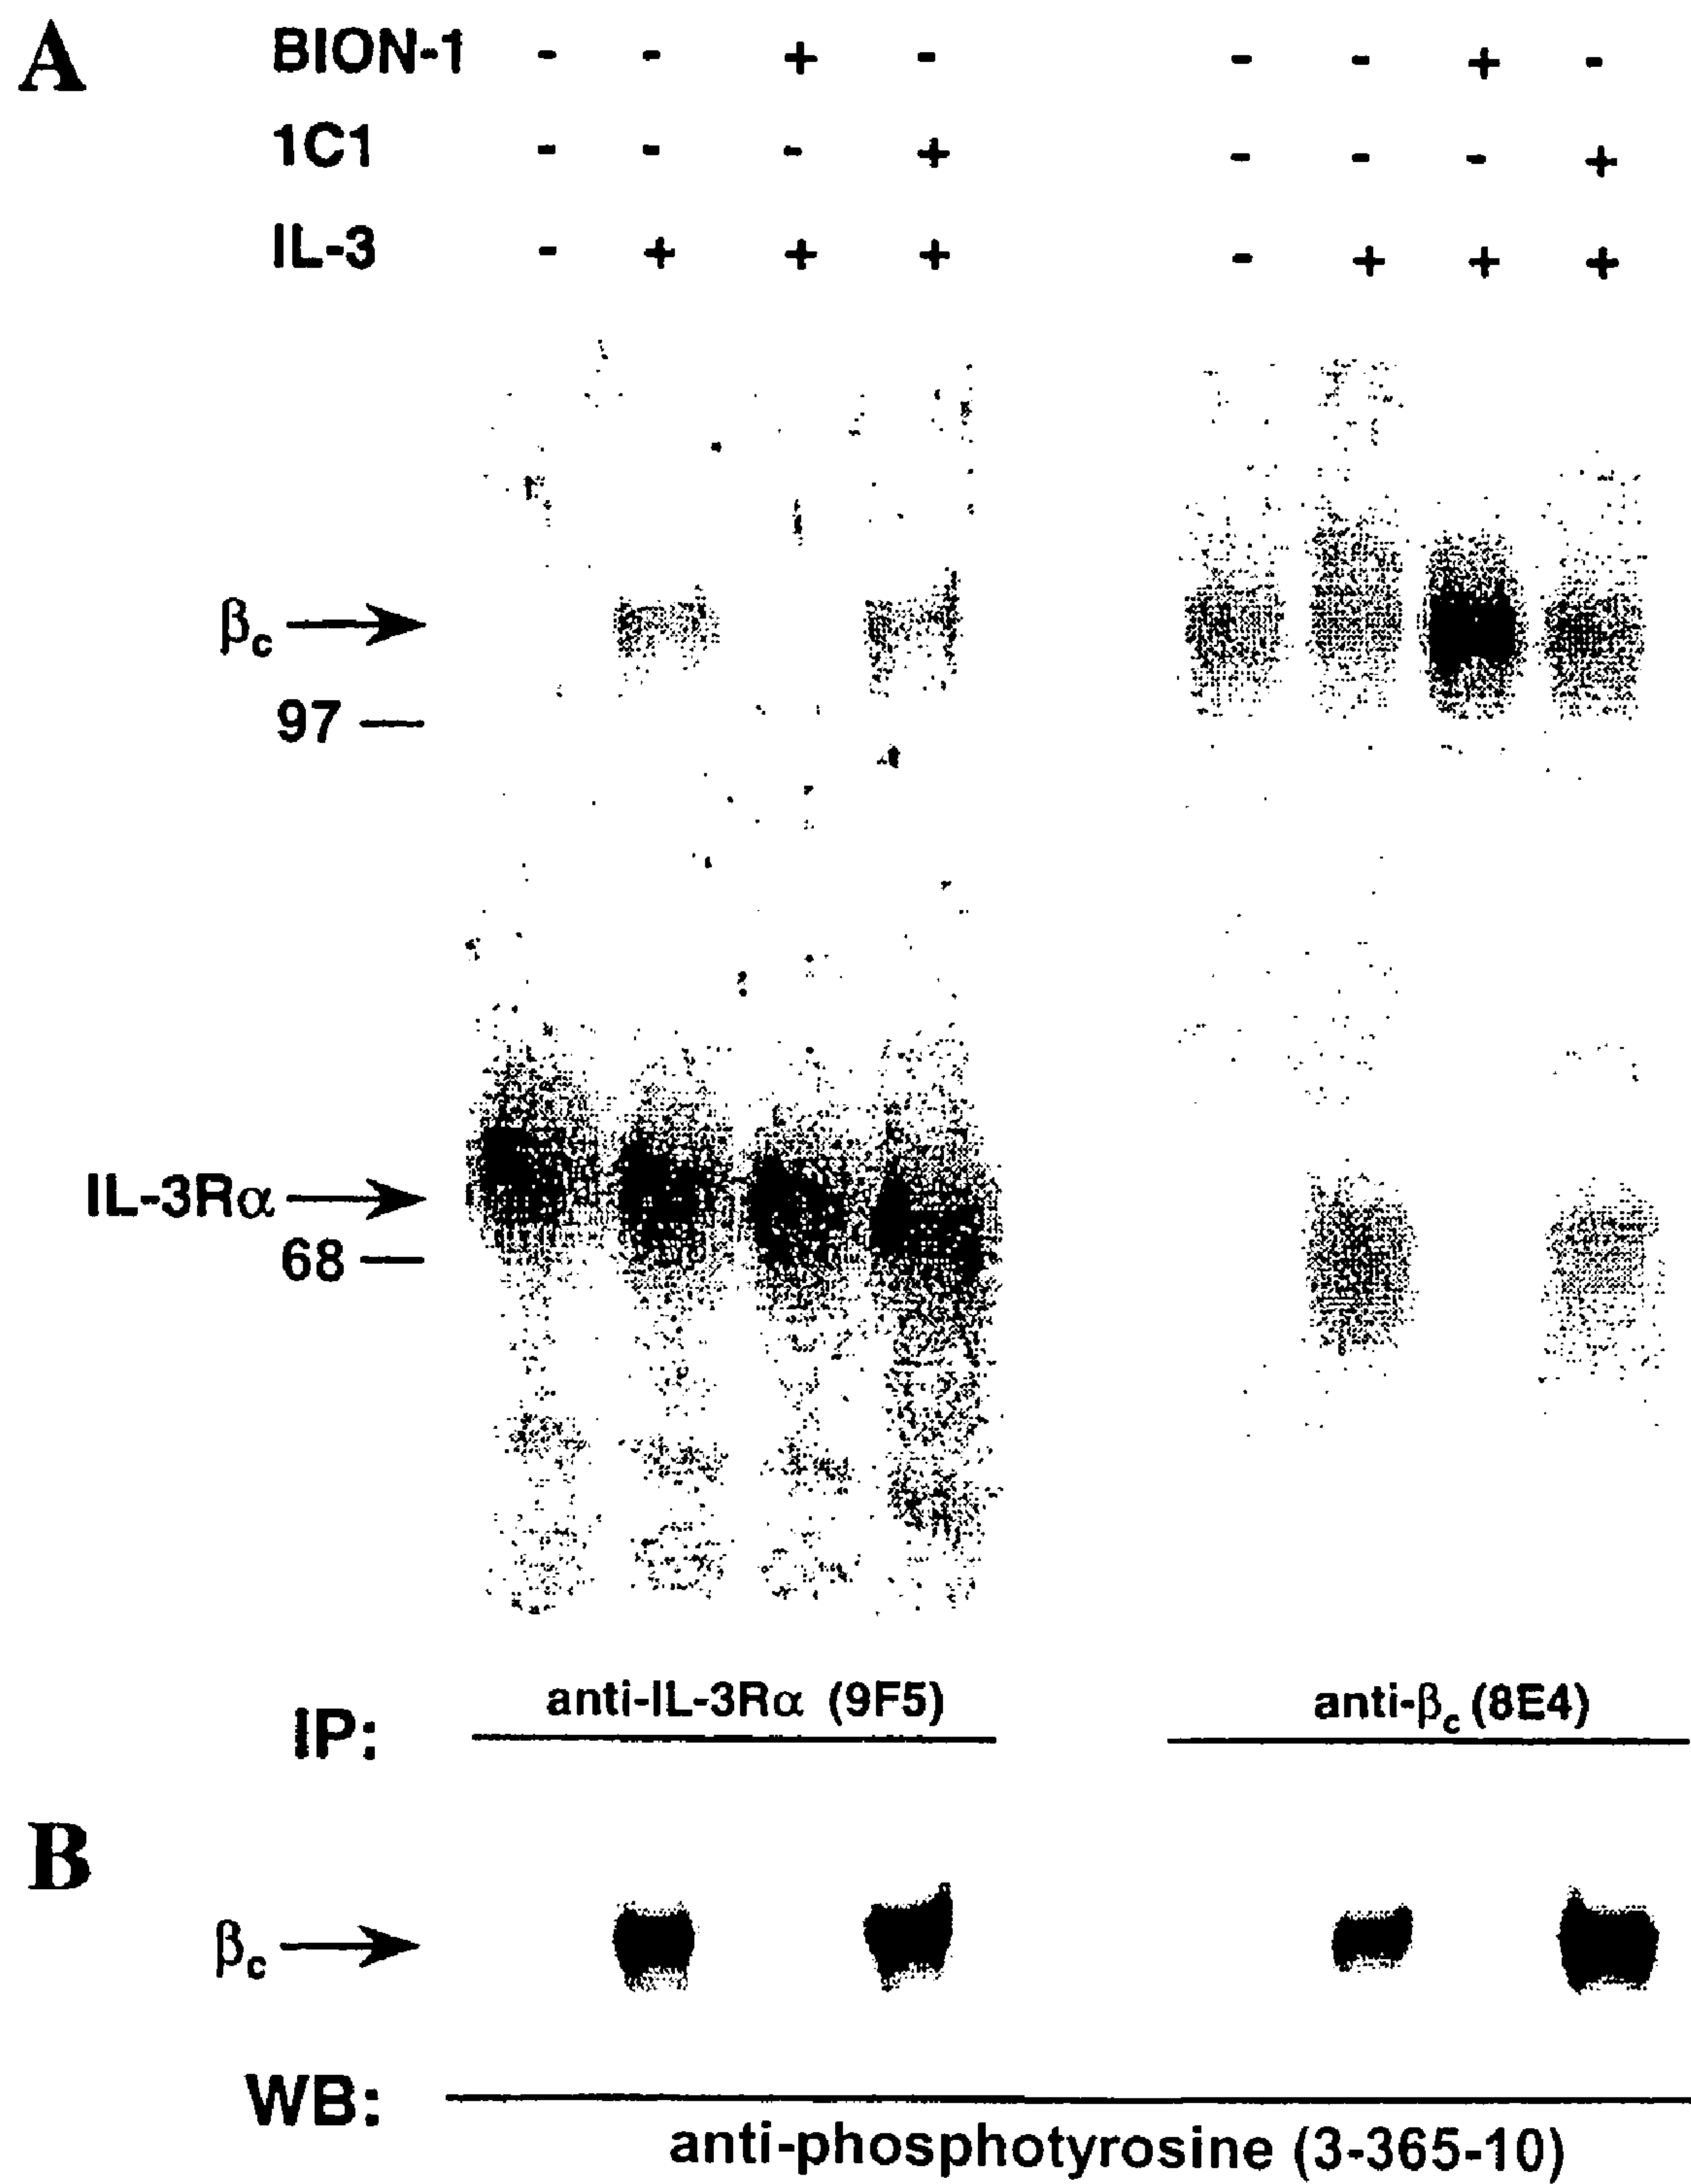 A
BION-1 - - + - - - + -
1C1 - - - + - - - +
IL-3 - + + + - + + +
βc
97
IL-3Rα
68
IP: anti-IL-3Rα (9F5) anti-βc (8E4)
B
βc
WB:
anti-phosphotyrosine (3-365-10)